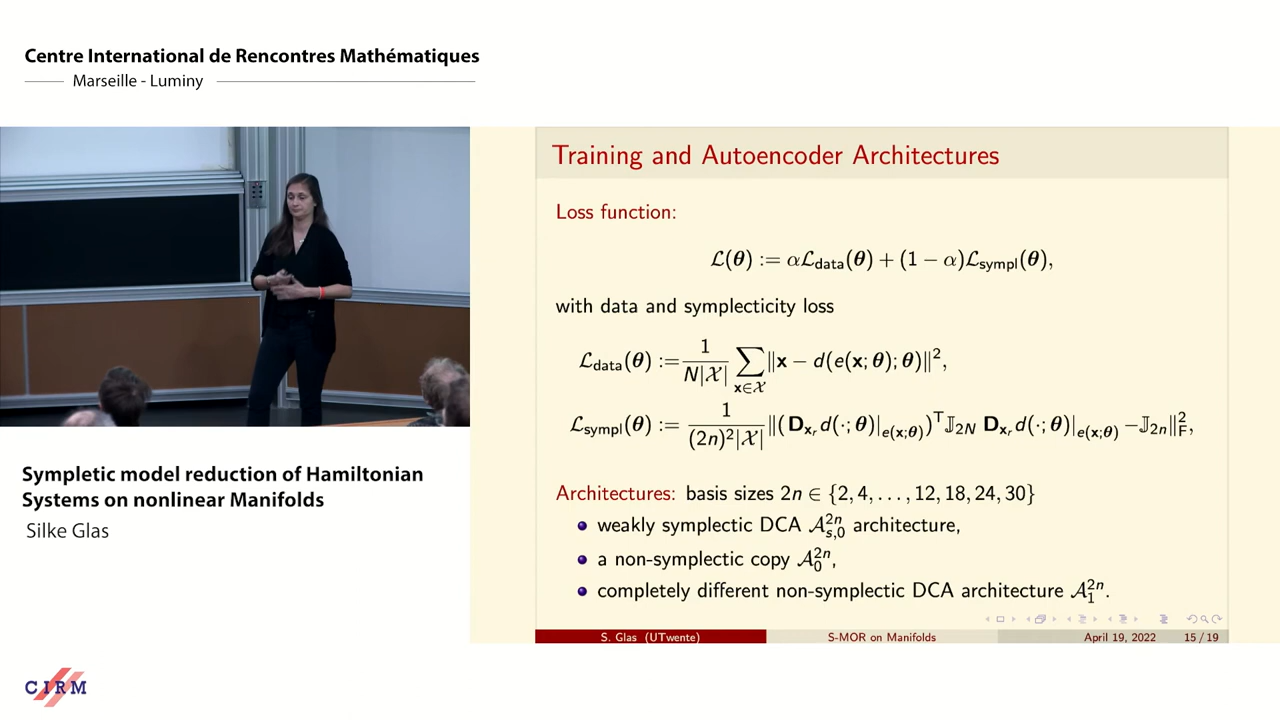 Centre International de Rencontres Mathématiques
Marseille - Luminy
Training and Autoencoder Architectures
Loss function:
ℒ(θ) := αℒ_data(θ) + (1 − α)ℒ_sympl(θ),
with data and symplecticity loss
ℒ_data(θ) := 1/(N|𝒳|) ∑_{x∈𝒳} ‖x − d(e(x; θ); θ)‖²,
ℒ_sympl(θ) := 1/((2n)²|𝒳|) ‖(D_{x_r} d(·; θ)|_{e(x;θ)})^T 𝕁_{2N} D_{x_r} d(·; θ)|_{e(x;θ)} − 𝕁_{2n}‖²_F,
Architectures: basis sizes 2n ∈ {2, 4, . . . , 12, 18, 24, 30}
weakly symplectic DCA 𝒜^{2n}_{s,0} architecture,
a non-symplectic copy 𝒜^{2n}_0,
completely different non-symplectic DCA architecture 𝒜^{2n}_1.
S. Glas (UTwente) S-MOR on Manifolds April 19, 2022 15 / 19
Sympletic model reduction of Hamiltonian
Systems on nonlinear Manifolds
Silke Glas
CIRM